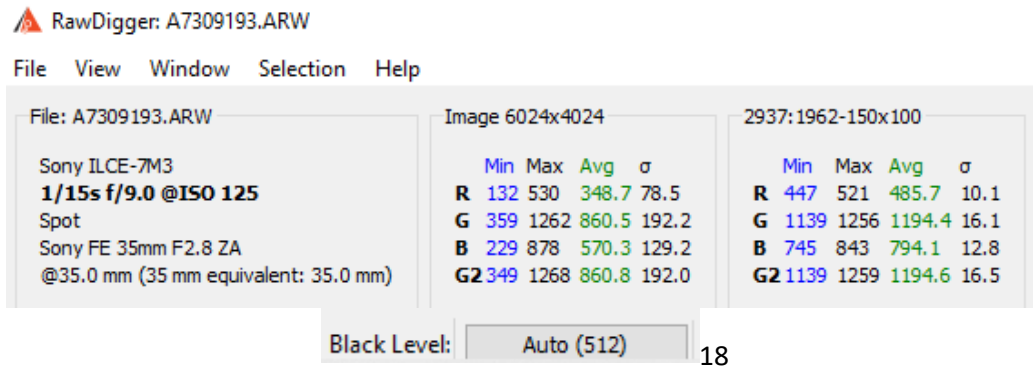 RawDigger: A7309193.ARW
File View Window Selection Help
File: A7309193.ARW
Sony ILCE-7M3
1/15s f/9.0 @ISO 125
Spot
Sony FE 35mm F2.8 ZA
@35.0 mm (35 mm equivalent: 35.0 mm)
Image 6024x4024
Min Max Avg σ
R 132 530 348.7 78.5
G 359 1262 860.5 192.2
B 229 878 570.3 129.2
G2 349 1268 860.8 192.0
2937:1962-150x100
Min Max Avg σ
R 447 521 485.7 10.1
G 1139 1256 1194.4 16.1
B 745 843 794.1 12.8
G2 1139 1259 1194.6 16.5
Black Level: Auto (512) 18